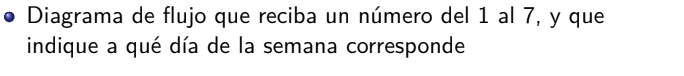 Diagrama de flujo que reciba un número del 1 al 7, y que
indique a qué día de la semana corresponde